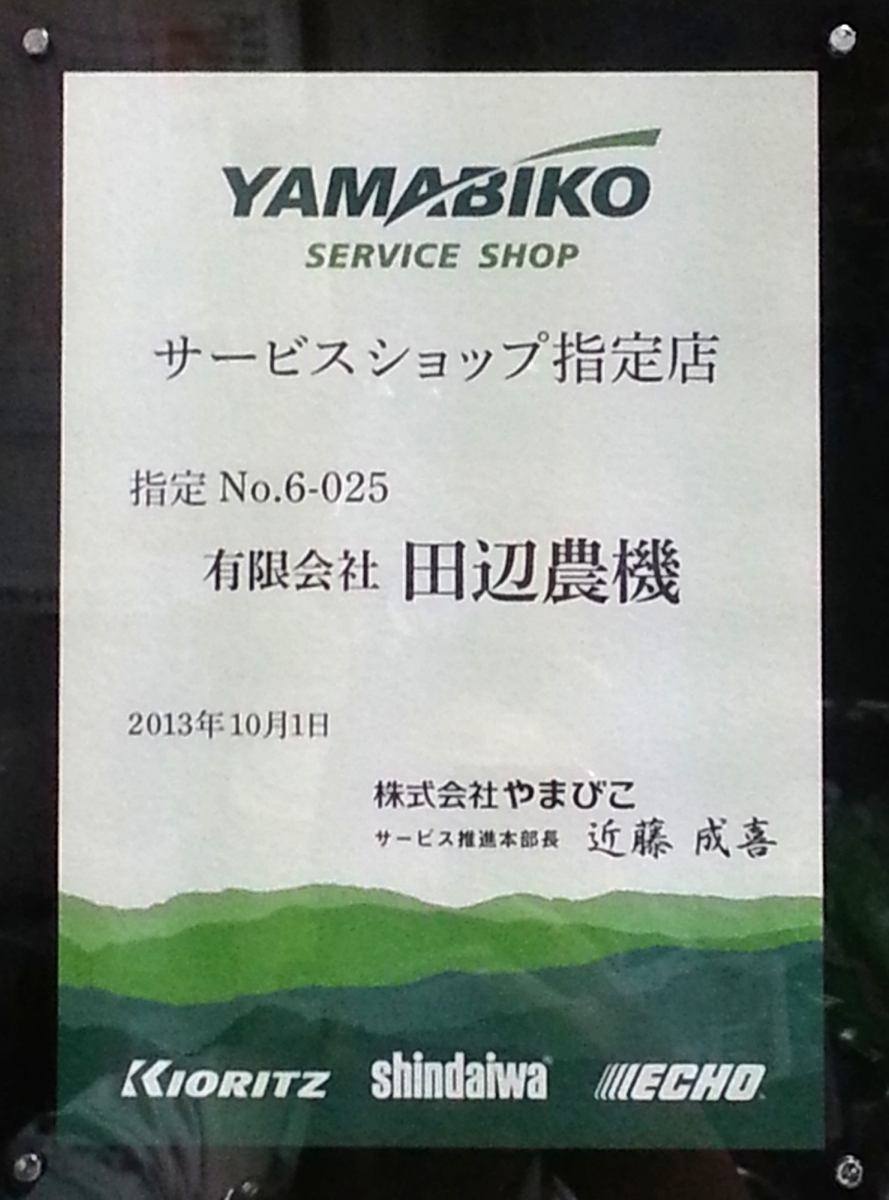 YAMABIKO
SERVICE SHOP
サービスショップ指定店
指定 No.6-025
有限会社 田辺農機
2013年10月1日
株式会社やまびこ
サービス推進本部長 近藤 成喜
KIORITZ shindaiwa ECHO